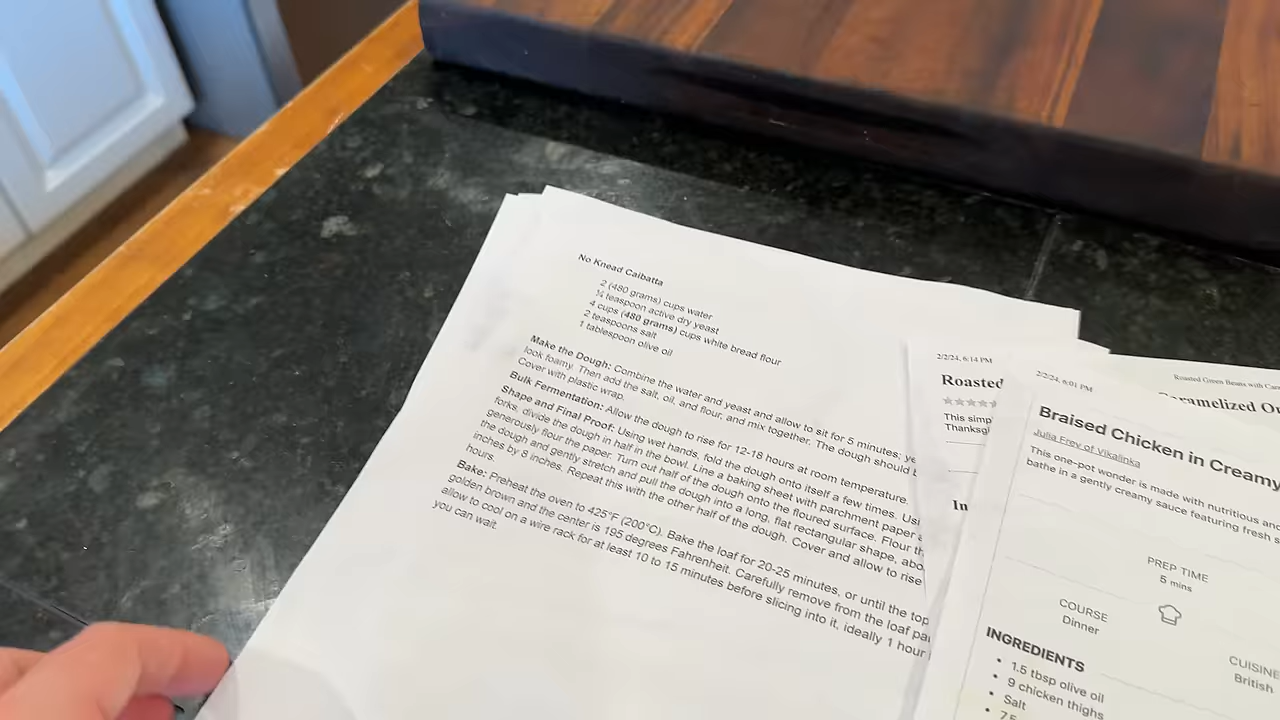 No Knead Caibatta
2 (480 grams) cups water
¼ teaspoon active dry yeast
4 cups (480 grams) cups white bread flour
2 teaspoons salt
1 tablespoon olive oil
Make the Dough: Combine the water and yeast and allow to sit for 5 minutes; ye
look foamy. Then add the salt, oil, and flour, and mix together. The dough should b
Cover with plastic wrap.
Bulk Fermentation: Allow the dough to rise for 12-18 hours at room temperature.
Shape and Final Proof: Using wet hands, fold the dough onto itself a few times. Usi
forks, divide the dough in half in the bowl. Line a baking sheet with parchment paper a
generously flour the paper. Turn out half of the dough onto the floured surface. Flour th
the dough and gently stretch and pull the dough into a long, flat rectangular shape, abo
inches by 8 inches. Repeat this with the other half of the dough. Cover and allow to rise
hours.
Bake: Preheat the oven to 425°F (200°C). Bake the loaf for 20-25 minutes, or until the top
golden brown and the center is 195 degrees Fahrenheit. Carefully remove from the loaf pa
allow to cool on a wire rack for at least 10 to 15 minutes before slicing into it, ideally 1 hour
you can wait.
2/2/24, 6:14 PM
Roasted
This simp
Thanksgi
In
2/2/24, 6:01 PM
Roasted Green Beans with Car
Caramelized On
Braised Chicken in Creamy
Julia Frey of Vikalinka
This one-pot wonder is made with nutritious an
bathe in a gently creamy sauce featuring fresh s
PREP TIME
5 mins
COURSE
Dinner
CUISINE
British
INGREDIENTS
1.5 tbsp olive oil
9 chicken thighs
Salt